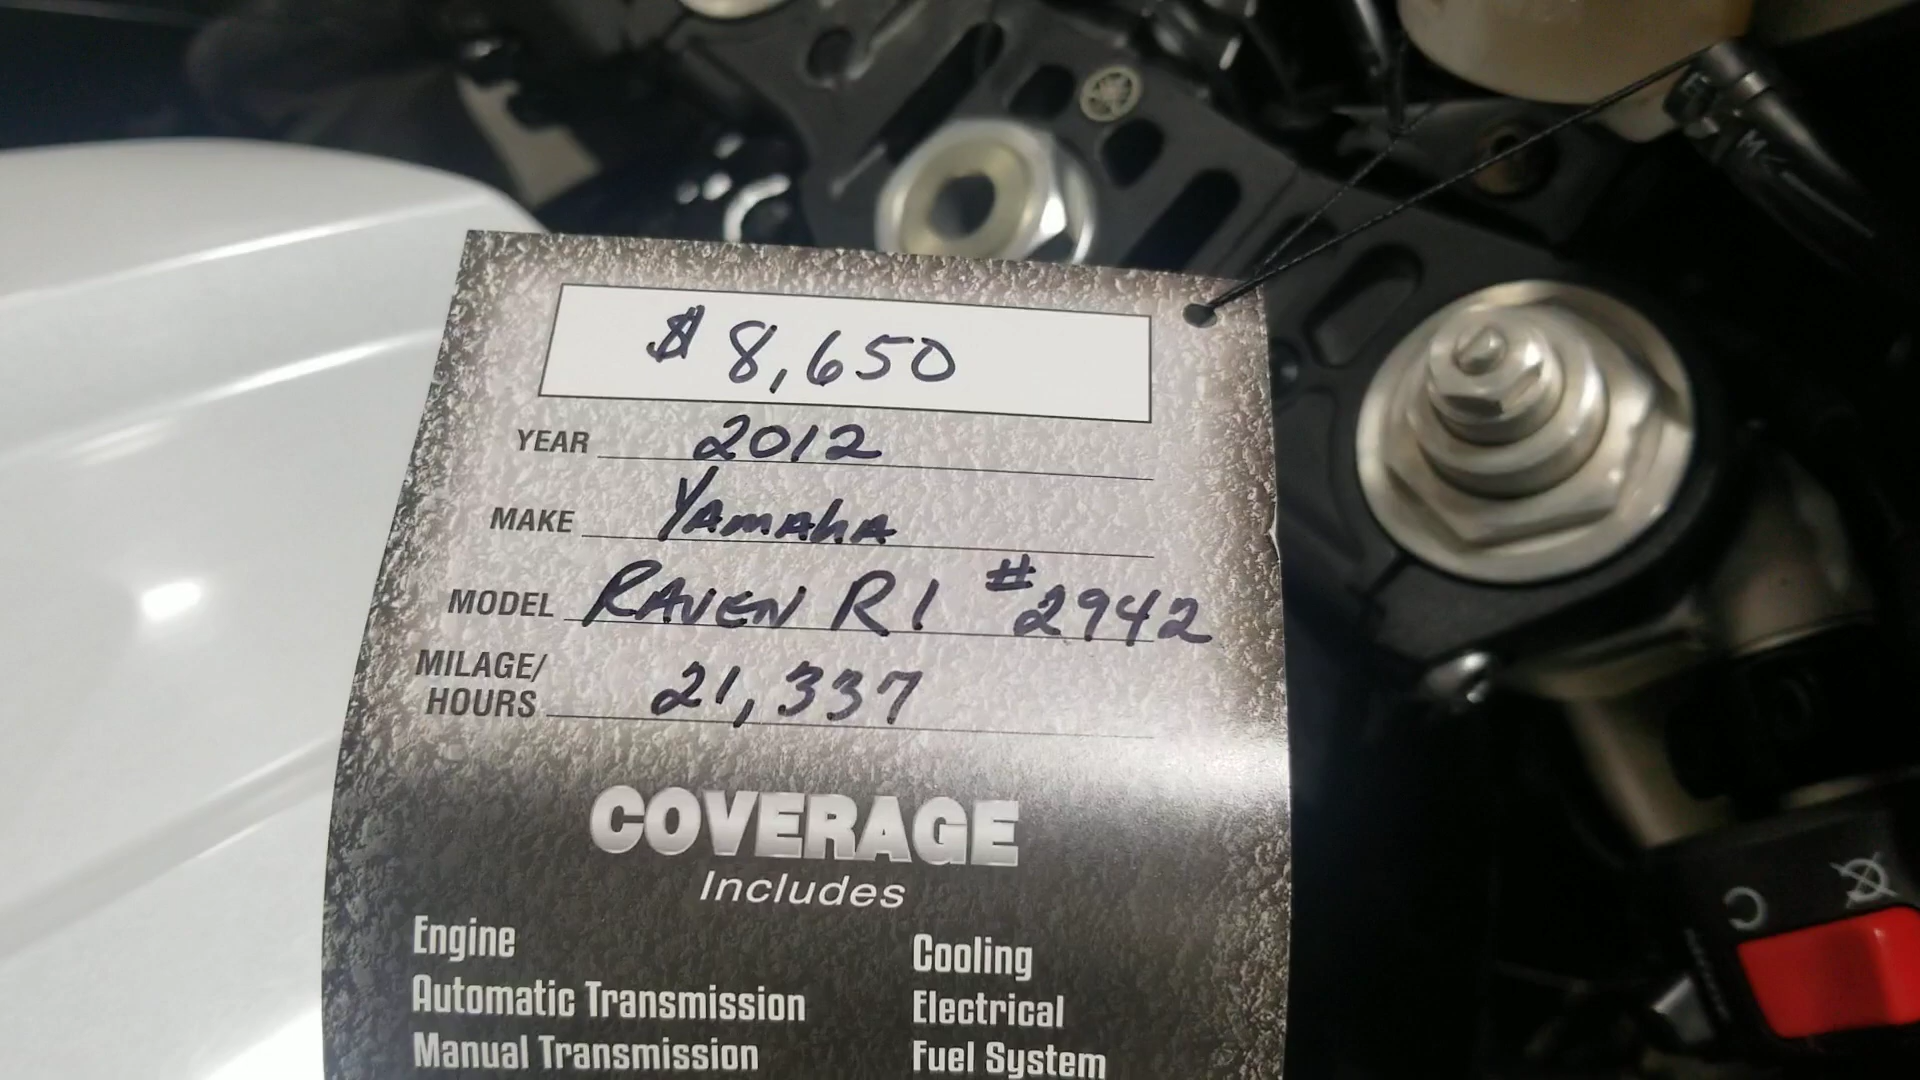 $8,650
YEAR 2012
MAKE Yamaha
MODEL RAVEN R1 #2942
MILAGE/
HOURS 21,337
COVERAGE
Includes
Engine
Automatic Transmission
Manual Transmission
Cooling
Electrical
Fuel System